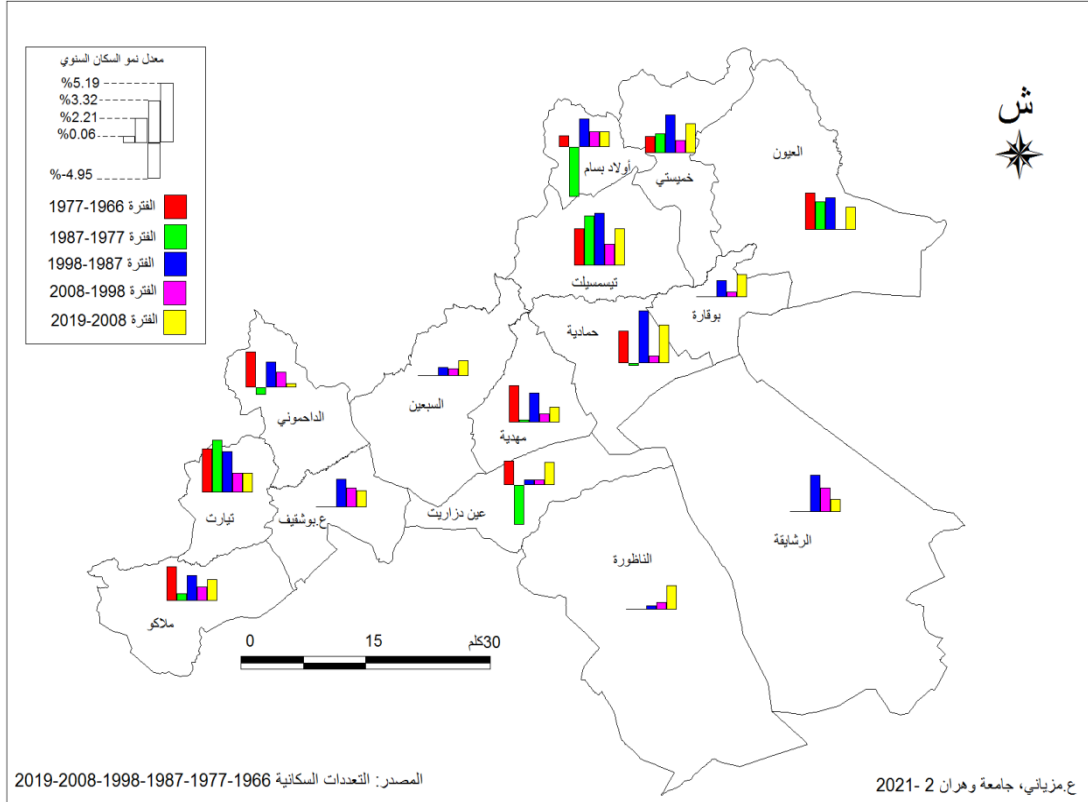 معدل نمو السكان السنوي
%5.19
%3.32
%2.21
%0.06
%-4.95
الفترة 1966-1977
الفترة 1977-1987
الفترة 1987-1998
الفترة 1998-2008
الفترة 2008-2019
ش
العيون
خميستي
أولاد بسام
تيسمسيلت
بوقارة
حمادية
السبعين
مهدية
الداحموني
الرشايقة
عين دزاريت
ع.بوشقيف
تيارت
الناظورة
ملاكو
0 15 30كلم
المصدر: التعددات السكانية 1966-1977-1987-1998-2008-2019
ع.مزياني، جامعة وهران 2 -2021